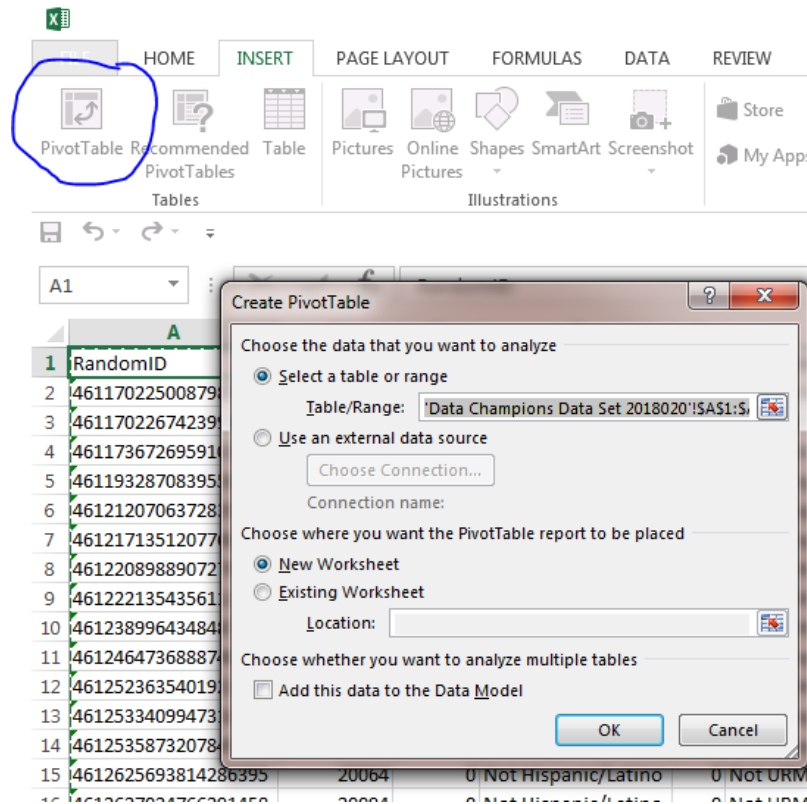 FILE HOME INSERT PAGE LAYOUT FORMULAS DATA REVIEW
PivotTable Recommended PivotTables Table Pictures Online Pictures Shapes SmartArt Screenshot Store
My Apps
Tables Illustrations
A1
Create PivotTable
Choose the data that you want to analyze
Select a table or range
Table/Range: 'Data Champions Data Set 2018020'!$A$1:$
Use an external data source
Choose Connection...
Connection name:
Choose where you want the PivotTable report to be placed
New Worksheet
Existing Worksheet
Location:
Choose whether you want to analyze multiple tables
Add this data to the Data Model
OK Cancel
A
1 RandomID
2 46117022500879
3 46117022674239
4 46117367269591
5 46119328708395
6 46121207063728
7 46121713512077
8 46122089889072
9 46122213543561
10 46123899643484
11 46124647368887
12 46125236354019
13 46125334099473
14 46125358732078
15 4612625693814286395 20064 0 Not Hispanic/Latino 0 Not URM